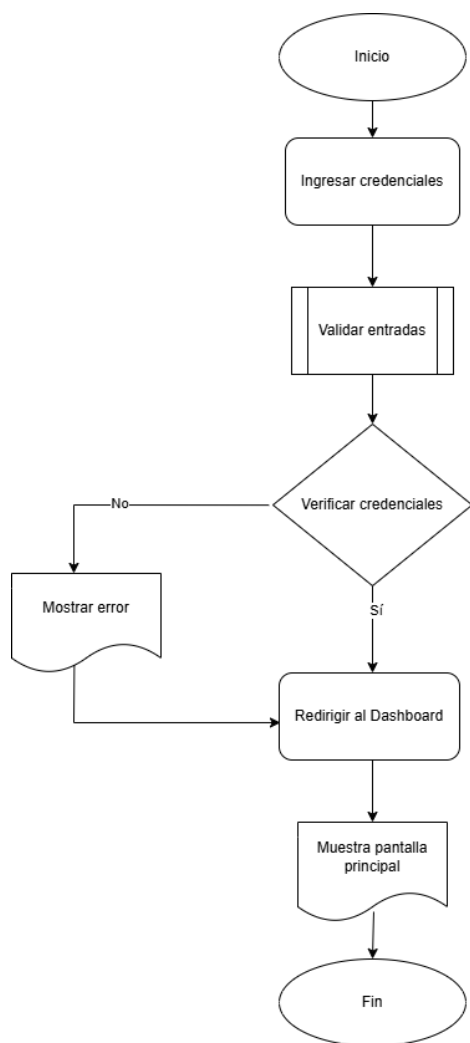 Inicio
Ingresar credenciales
Validar entradas
Verificar credenciales
No
Mostrar error
Sí
Redirigir al Dashboard
Muestra pantalla
principal
Fin